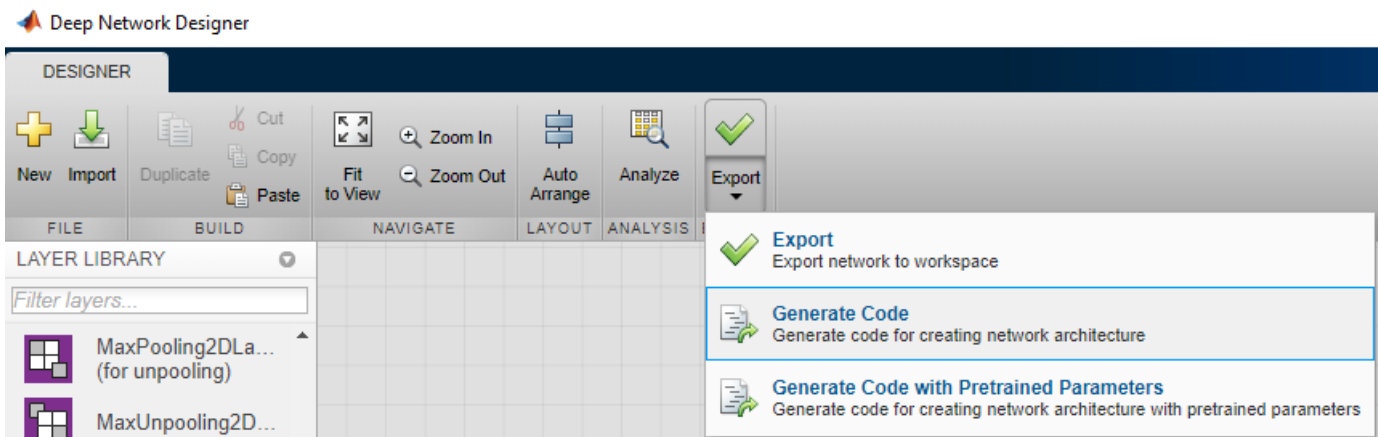 Deep Network Designer
DESIGNER
New
Import
Duplicate
Cut
Copy
Paste
Fit
to View
Zoom In
Zoom Out
Auto
Arrange
Analyze
Export
FILE
BUILD
NAVIGATE
LAYOUT
ANALYSIS
LAYER LIBRARY
Filter layers...
MaxPooling2DLa...
(for unpooling)
MaxUnpooling2D...
Export
Export network to workspace
Generate Code
Generate code for creating network architecture
Generate Code with Pretrained Parameters
Generate code for creating network architecture with pretrained parameters